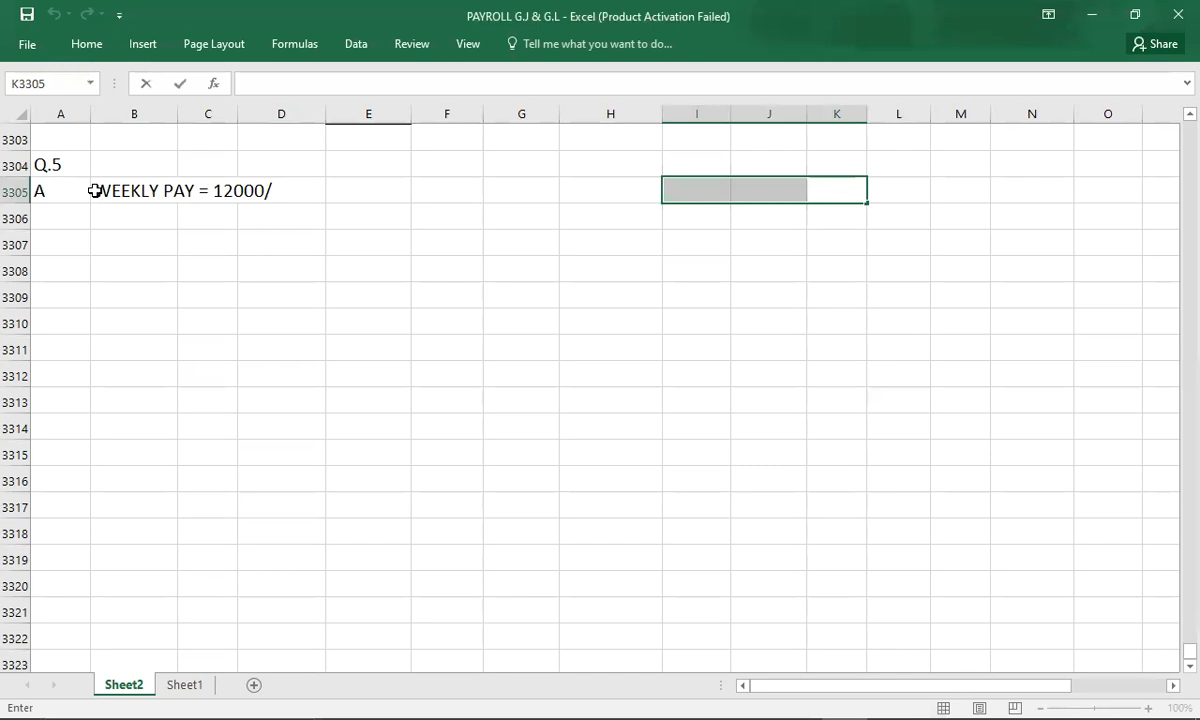 PAYROLL G.J & G.L - Excel (Product Activation Failed)
File Home Insert Page Layout Formulas Data Review View Tell me what you want to do... Share
K3305 fx
A B C D E F G H I J K L M N O
3303
3304 Q.5
3305 A WEEKLY PAY = 12000/
3306
3307
3308
3309
3310
3311
3312
3313
3314
3315
3316
3317
3318
3319
3320
3321
3322
3323
Sheet2 Sheet1
Enter 100%